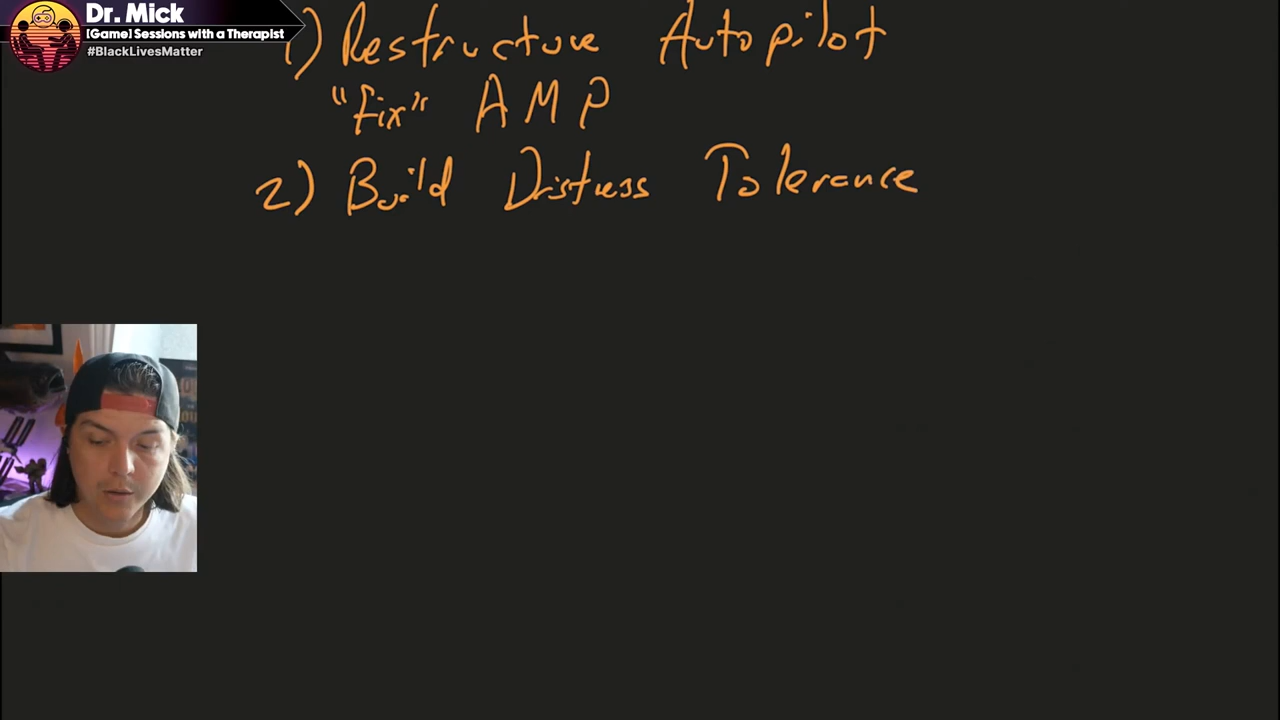 Dr. Mick
[Game] Sessions with a Therapist
#BlackLivesMatter
1) Restructure Autopilot
"fix" AMP
2) Build Distress Tolerance